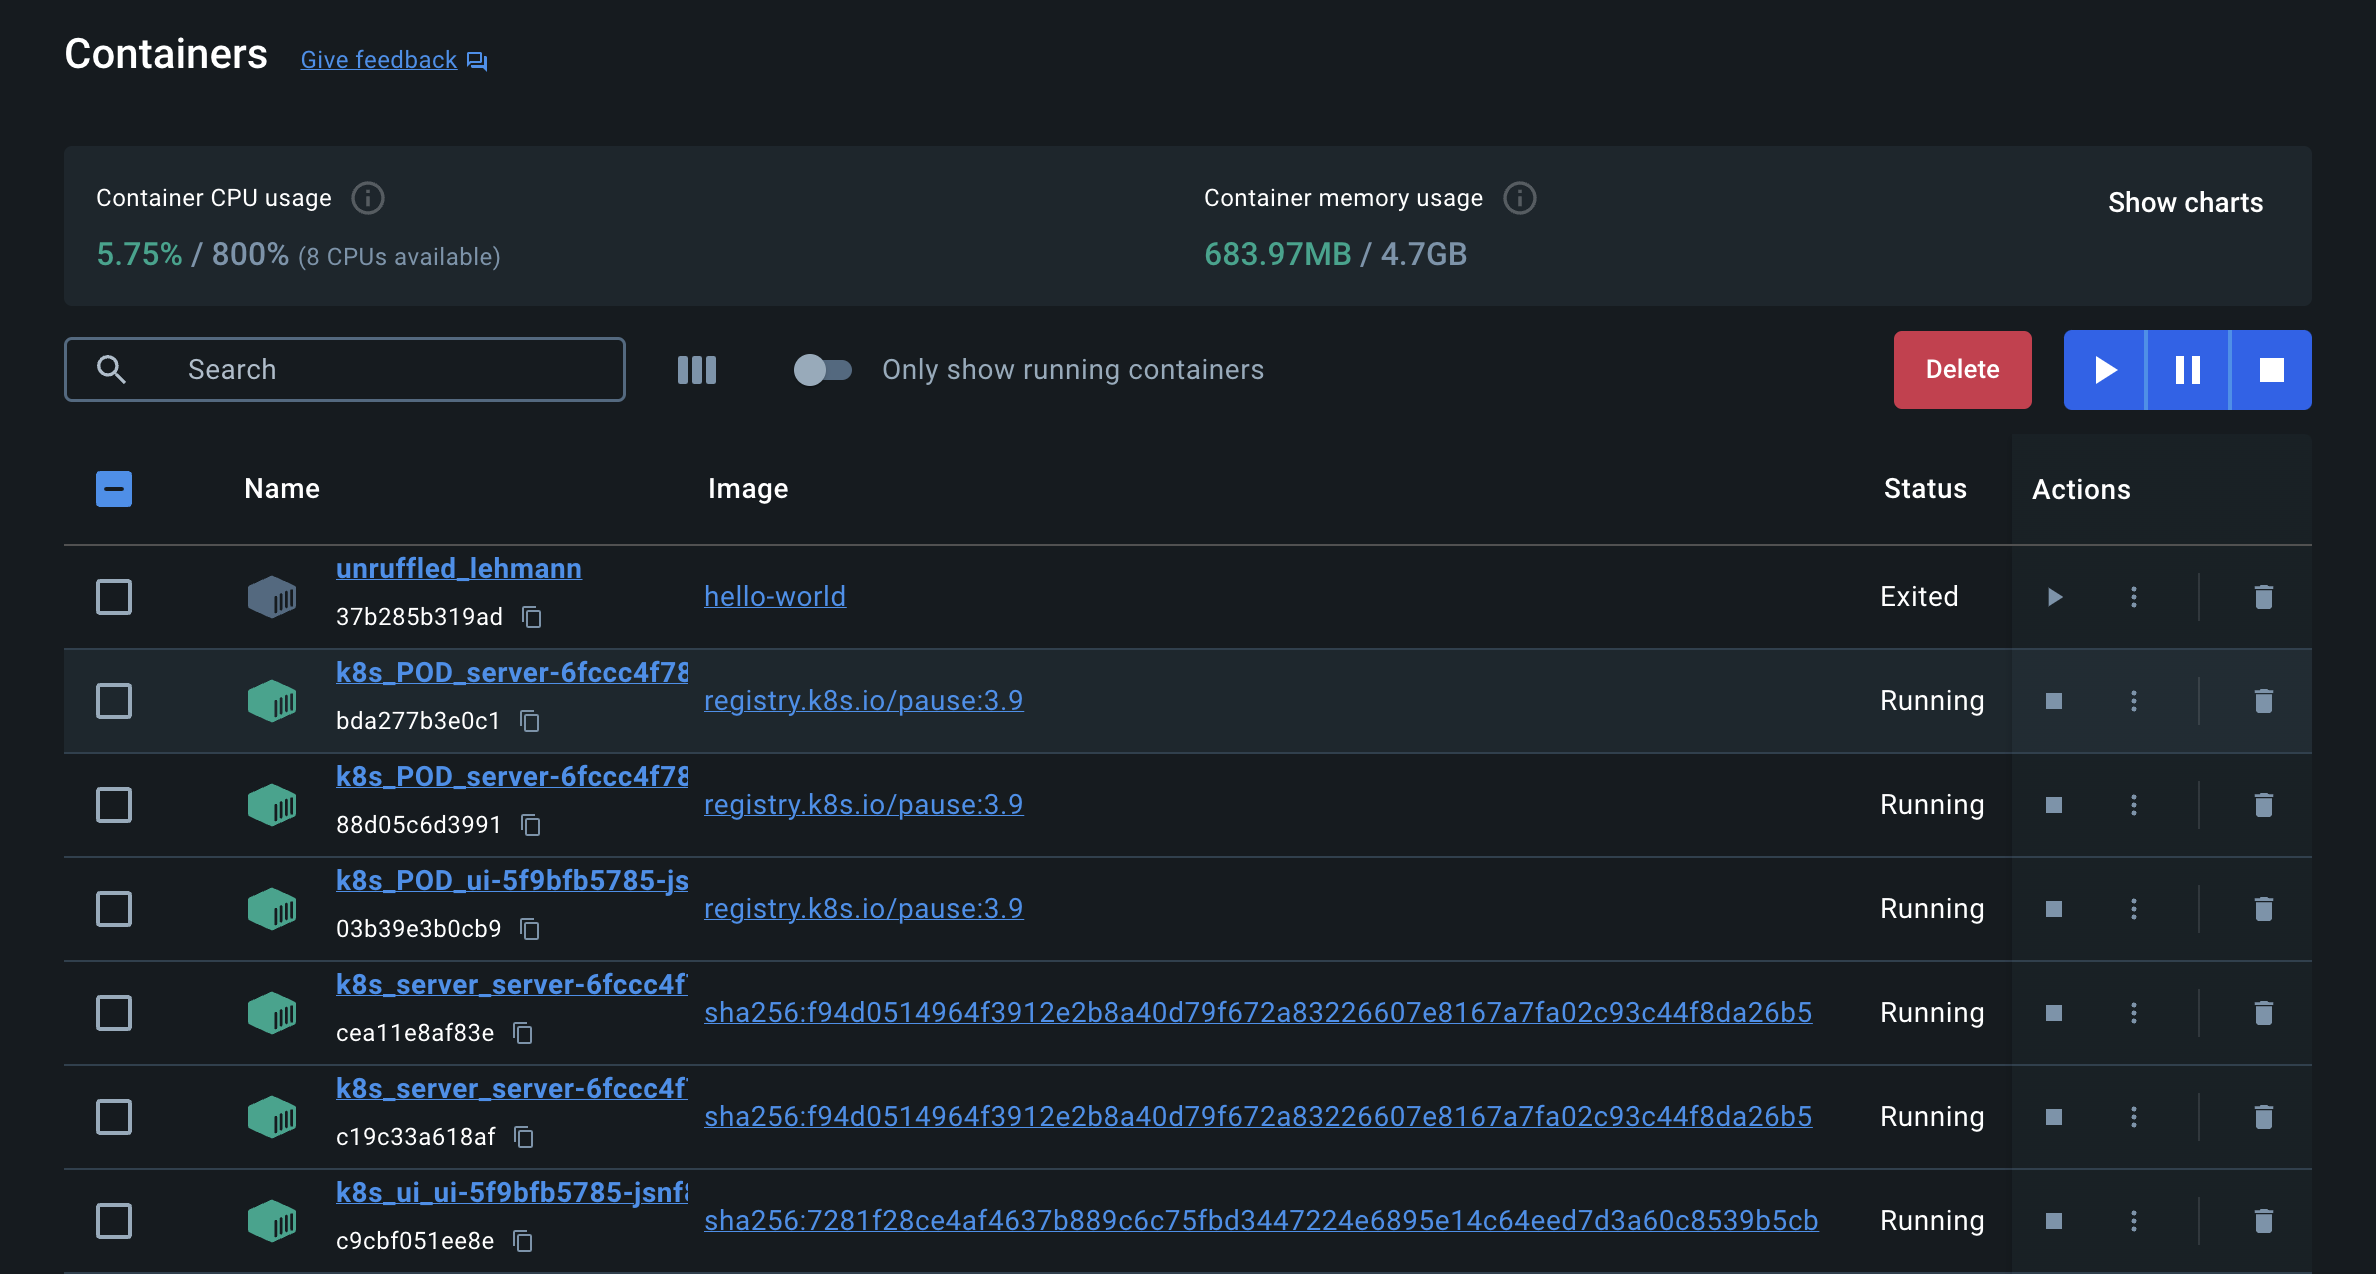 Containers Give feedback
Container CPU usage Container memory usage Show charts
5.75% / 800% (8 CPUs available) 683.97MB / 4.7GB
Search Only show running containers Delete
Name Image Status Actions
unruffled_lehmann
37b285b319ad hello-world Exited
k8s_POD_server-6fccc4f78
bda277b3e0c1 registry.k8s.io/pause:3.9 Running
k8s_POD_server-6fccc4f78
88d05c6d3991 registry.k8s.io/pause:3.9 Running
k8s_POD_ui-5f9bfb5785-js
03b39e3b0cb9 registry.k8s.io/pause:3.9 Running
k8s_server_server-6fccc4f
cea11e8af83e sha256:f94d0514964f3912e2b8a40d79f672a83226607e8167a7fa02c93c44f8da26b5 Running
k8s_server_server-6fccc4f
c19c33a618af sha256:f94d0514964f3912e2b8a40d79f672a83226607e8167a7fa02c93c44f8da26b5 Running
k8s_ui_ui-5f9bfb5785-jsnf8
c9cbf051ee8e sha256:7281f28ce4af4637b889c6c75fbd3447224e6895e14c64eed7d3a60c8539b5cb Running